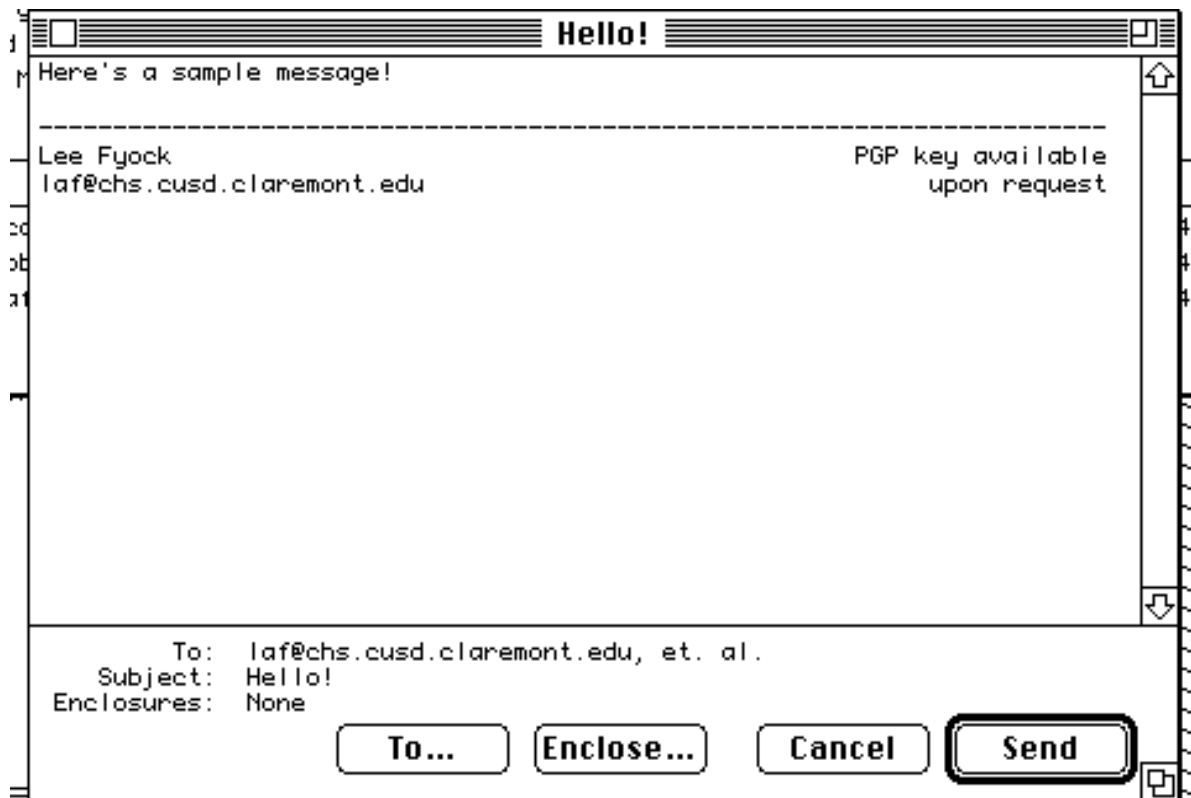 Hello!
Here's a sample message!
------------------------------------------------------------------------
Lee Fyock PGP key available
laf@chs.cusd.claremont.edu upon request
To: laf@chs.cusd.claremont.edu, et. al.
Subject: Hello!
Enclosures: None
To... Enclose... Cancel Send